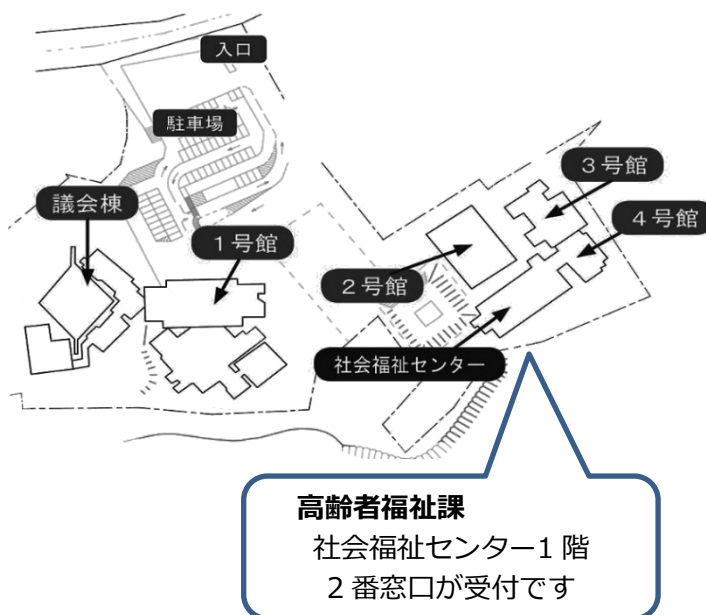 入口
駐車場
議会棟
1号館
3号館
4号館
2号館
社会福祉センター
高齢者福祉課
社会福祉センター1階
2番窓口が受付です